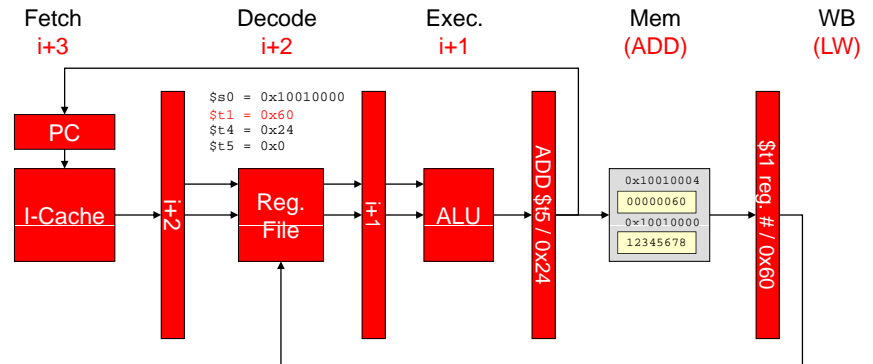 Fetch Decode Exec. Mem WB
i+3 i+2 i+1 (ADD) (LW)
$s0 = 0x10010000
$t1 = 0x60
$t4 = 0x24
$t5 = 0x0
PC
I-Cache
i+2
Reg.
File
i+1
ALU
ADD $t5 / 0x24
0x10010004
00000060
0x10010000
12345678
$t1 reg. # / 0x60